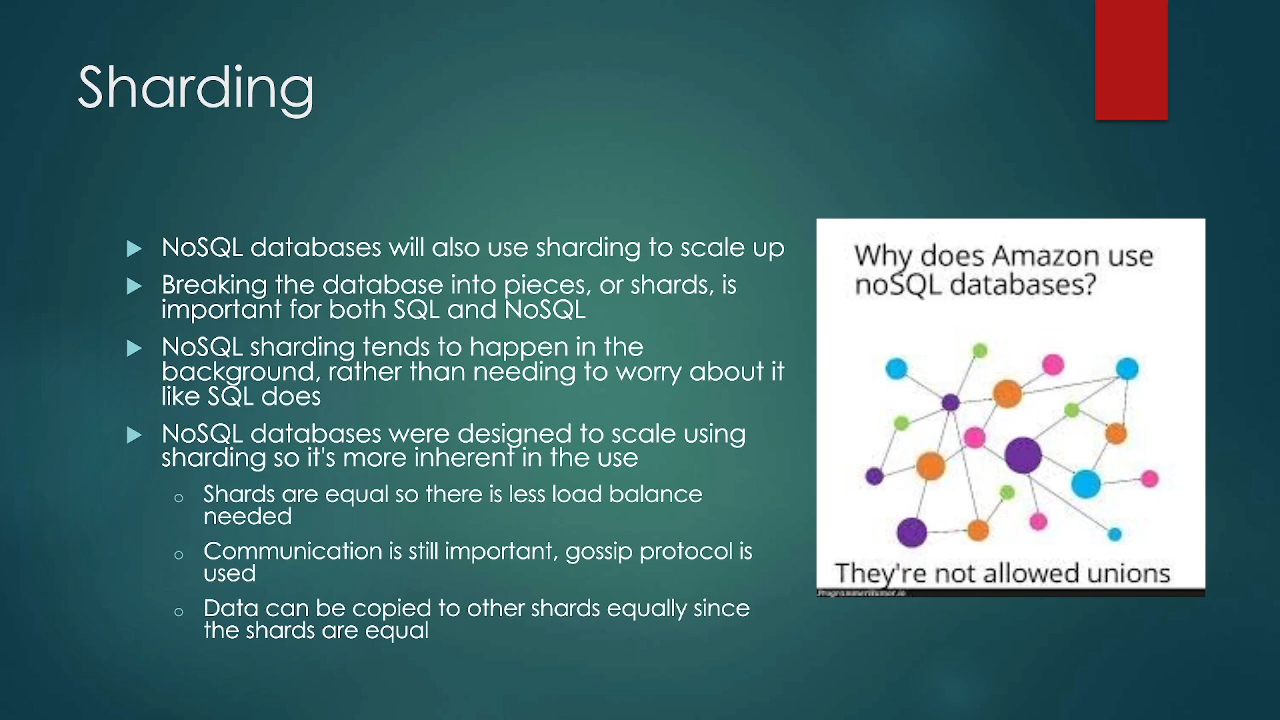 Sharding
NoSQL databases will also use sharding to scale up
Breaking the database into pieces, or shards, is
important for both SQL and NoSQL
NoSQL sharding tends to happen in the
background, rather than needing to worry about it
like SQL does
NoSQL databases were designed to scale using
sharding so it's more inherent in the use
Shards are equal so there is less load balance
needed
Communication is still important, gossip protocol is
used
Data can be copied to other shards equally since
the shards are equal
Why does Amazon use
noSQL databases?
They're not allowed unions
ProgrammerHumor.io